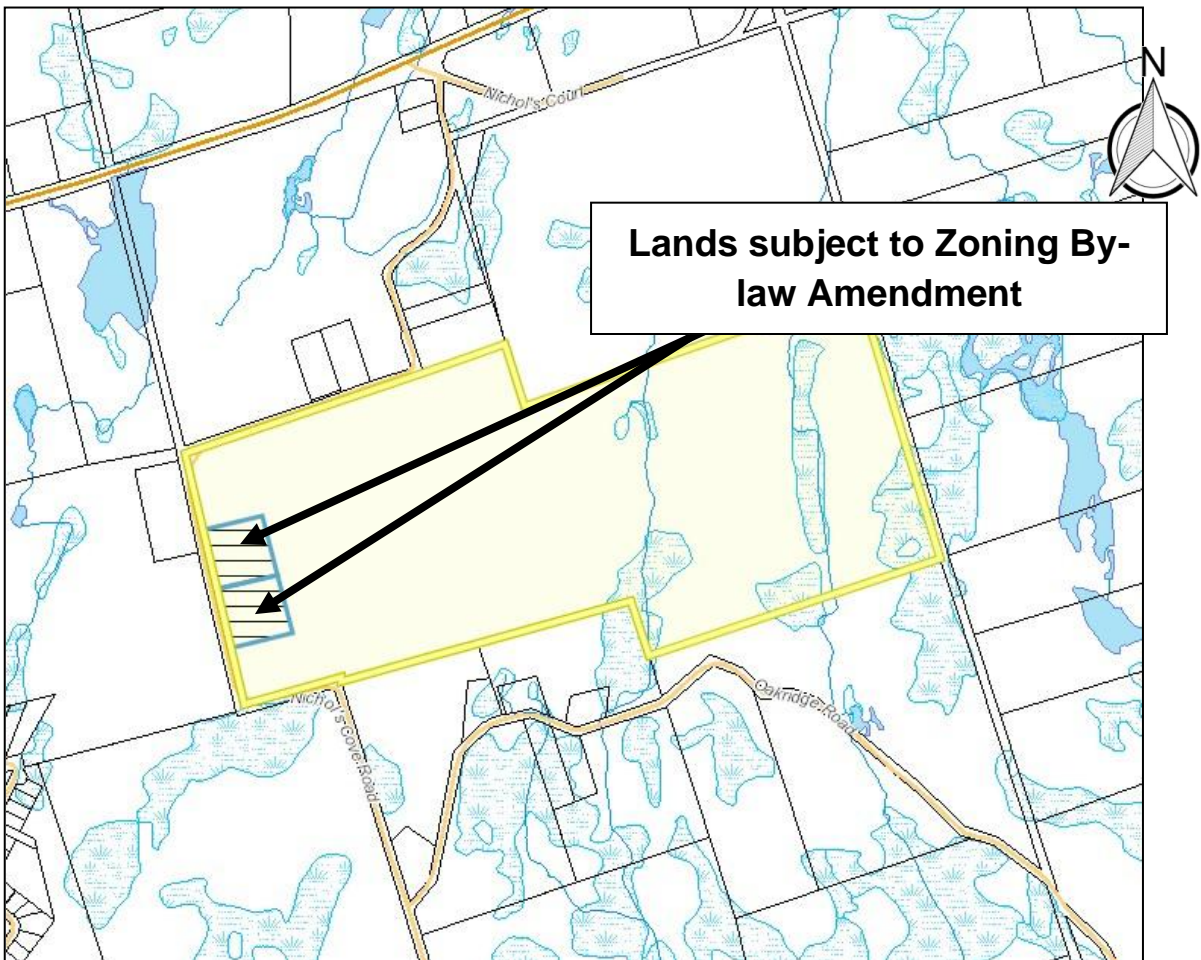 Nichol's Court
N
Lands subject to Zoning By-
law Amendment
Nichol's Cove Road
Oakridge Road